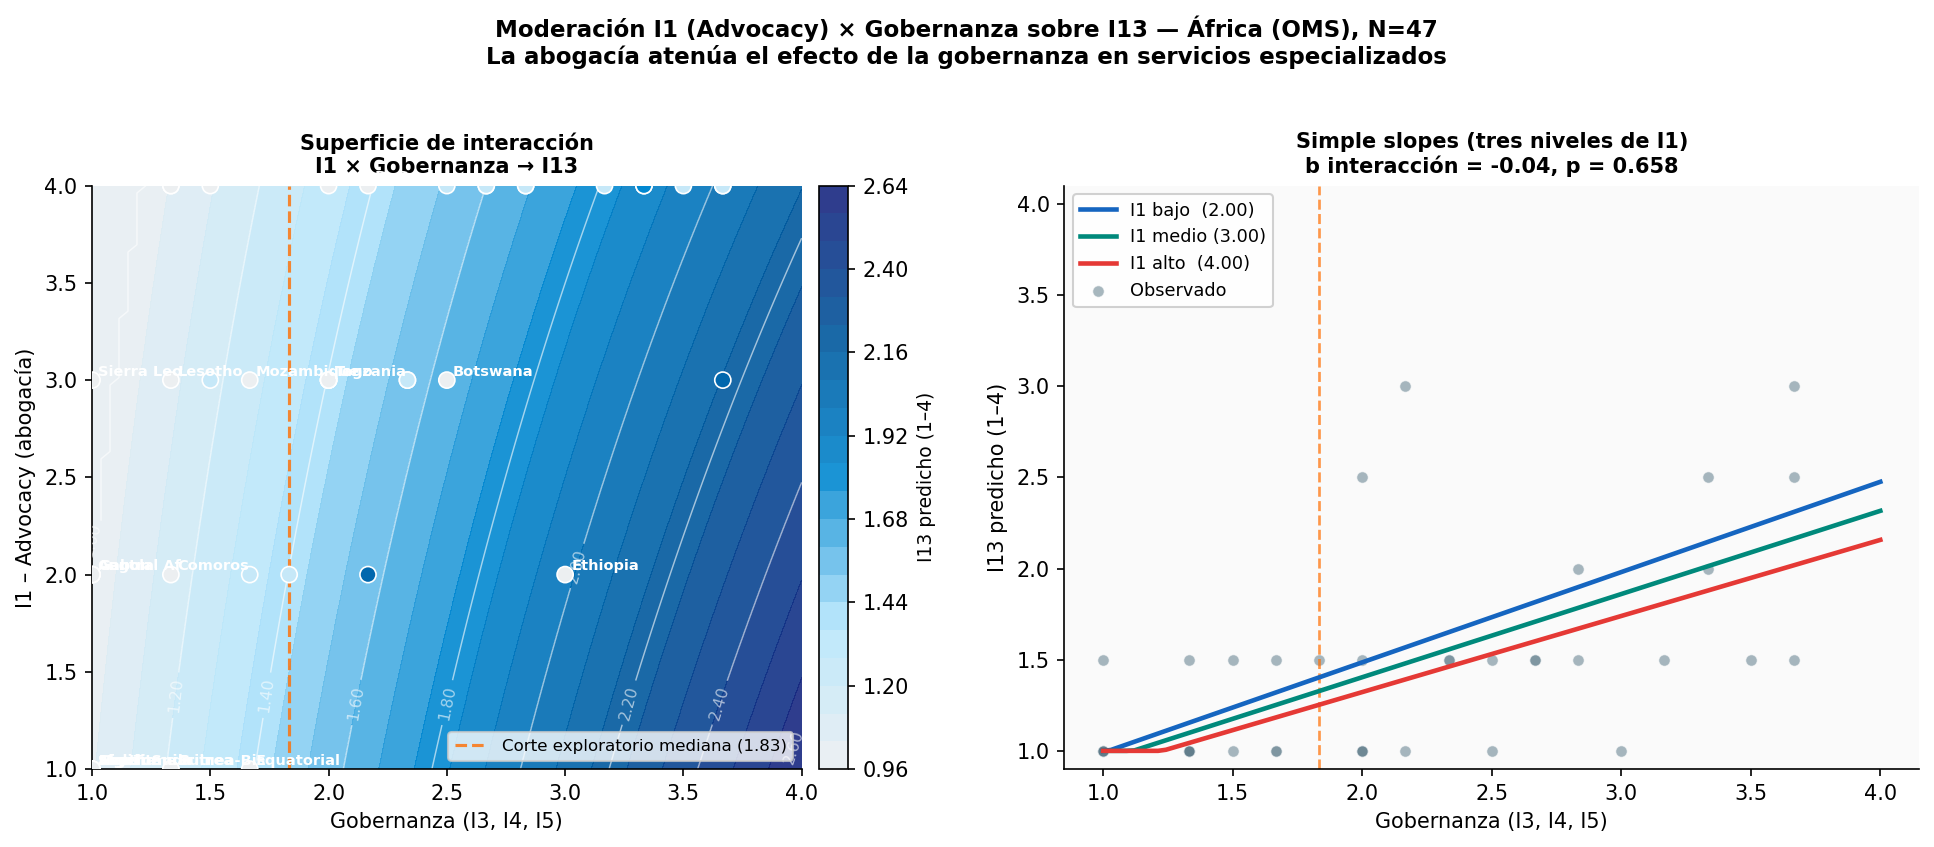 Moderación I1 (Advocacy) × Gobernanza sobre I13 — África (OMS), N=47
La abogacía atenúa el efecto de la gobernanza en servicios especializados
Superficie de interacción
I1 × Gobernanza → I13
4.0
3.5
3.0
2.5
2.0
1.5
1.0
I1 – Advocacy (abogacía)
Sierra Leo
Lesotho
Mozambique
Tanzania
Botswana
Comoros
Ethiopia
Equatorial
1.20
1.40
1.60
1.80
2.00
2.20
2.40
2.60
Corte exploratorio mediana (1.83)
1.0
1.5
2.0
2.5
3.0
3.5
4.0
Gobernanza (I3, I4, I5)
2.64
2.40
2.16
1.92
1.68
1.44
1.20
0.96
I13 predicho (1–4)
Simple slopes (tres niveles de I1)
b interacción = -0.04, p = 0.658
I1 bajo (2.00)
I1 medio (3.00)
I1 alto (4.00)
Observado
4.0
3.5
3.0
2.5
2.0
1.5
1.0
I13 predicho (1–4)
1.0
1.5
2.0
2.5
3.0
3.5
4.0
Gobernanza (I3, I4, I5)